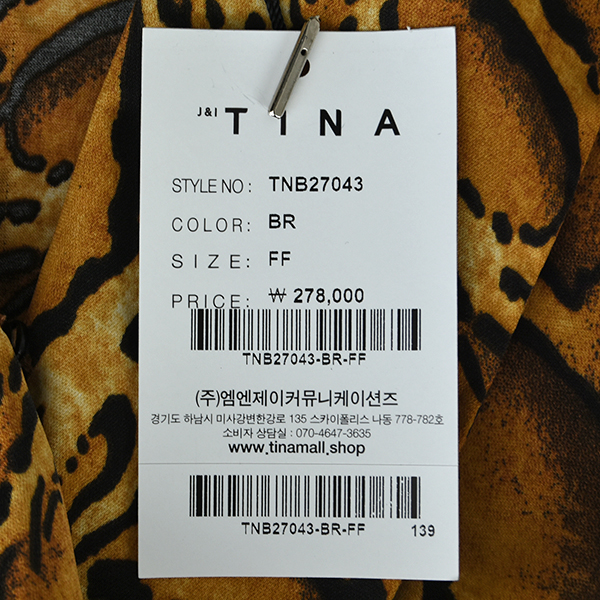 J&I TINA
STYLE NO : TNB27043
COLOR: BR
SIZE: FF
PRICE: ₩ 278,000
TNB27043-BR-FF
(주)엠엔제이커뮤니케이션즈
경기도 하남시 미사강변한강로 135 스카이폴리스 나동 778-782호
소비자 상담실 : 070-4647-3635
www.tinamall.shop
TNB27043-BR-FF
139